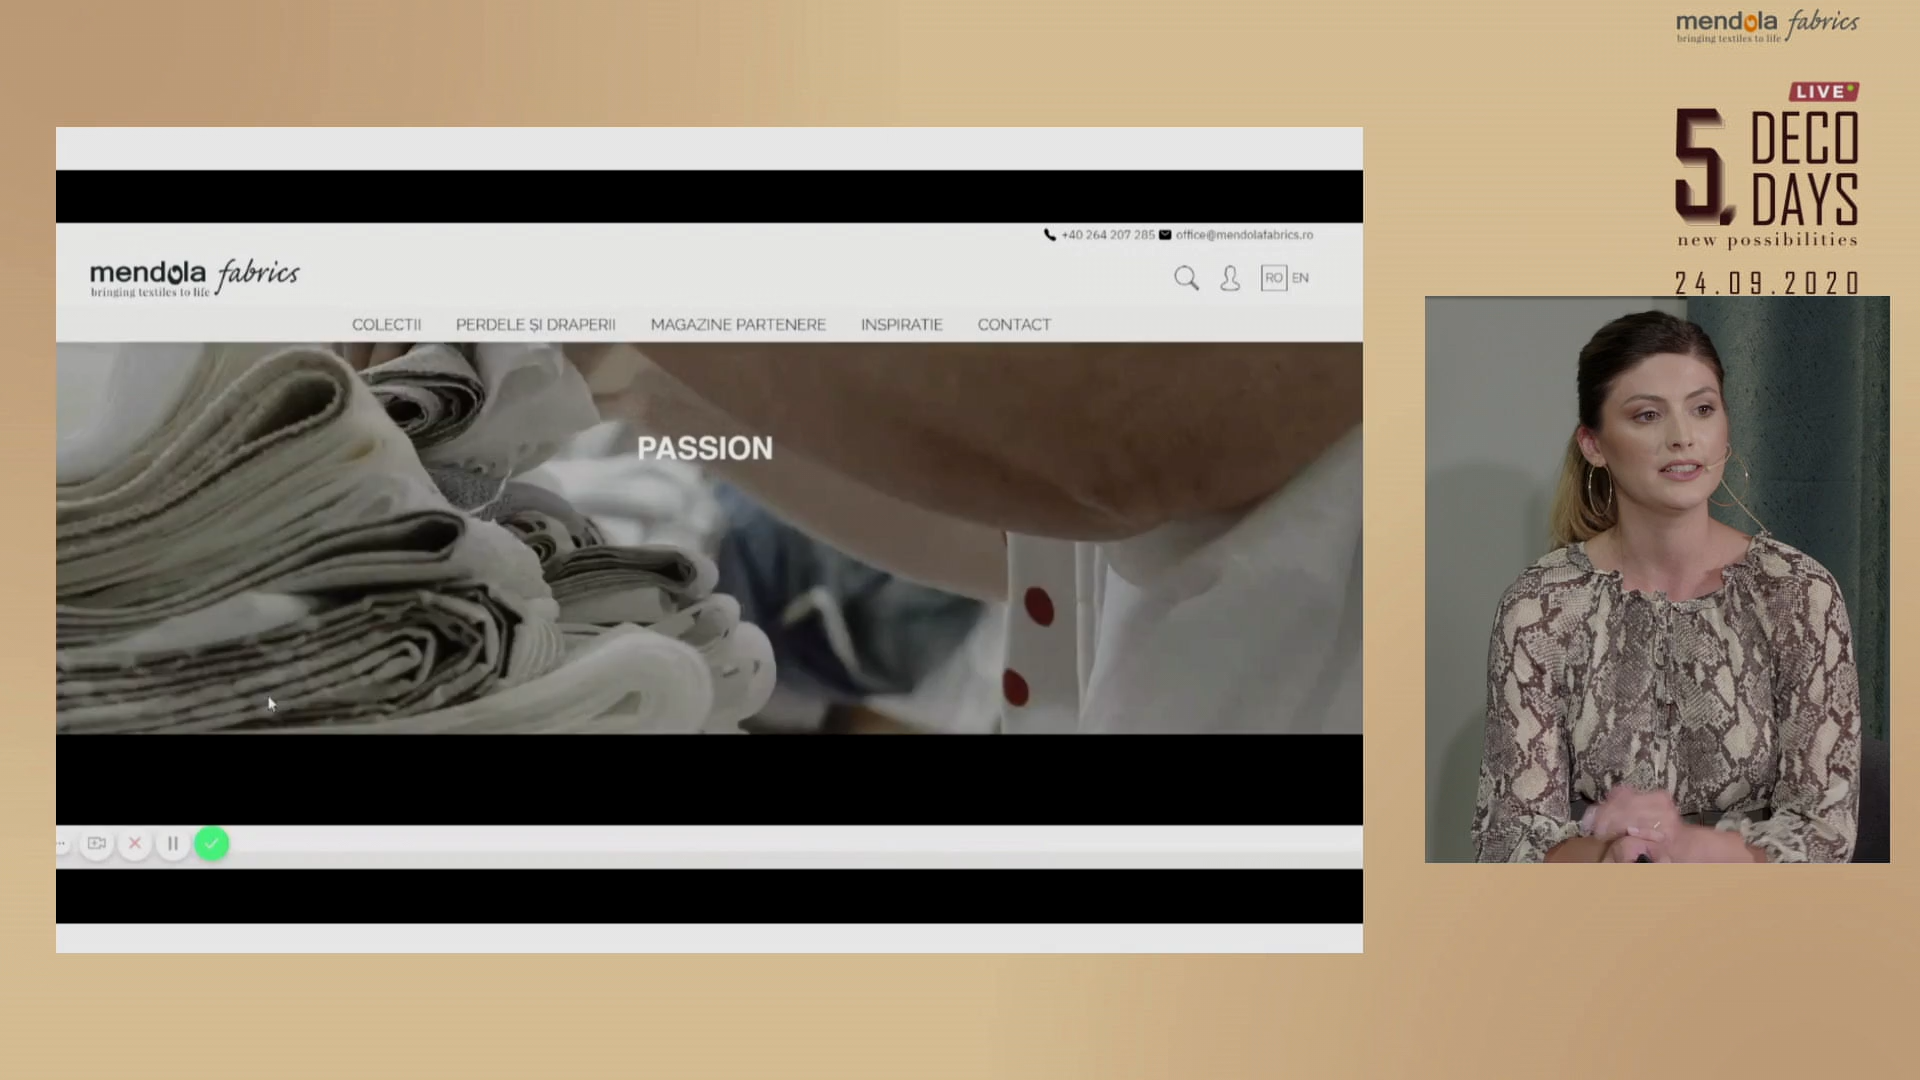 mendola fabrics
bringing textiles to life
LIVE
5. DECO DAYS
new possibilities
24.09.2020
+40 264 207 285 office@mendolafabrics.ro
mendola fabrics
bringing textiles to life
RO EN
COLECTII PERDELE ȘI DRAPERII MAGAZINE PARTENERE INSPIRATIE CONTACT
PASSION